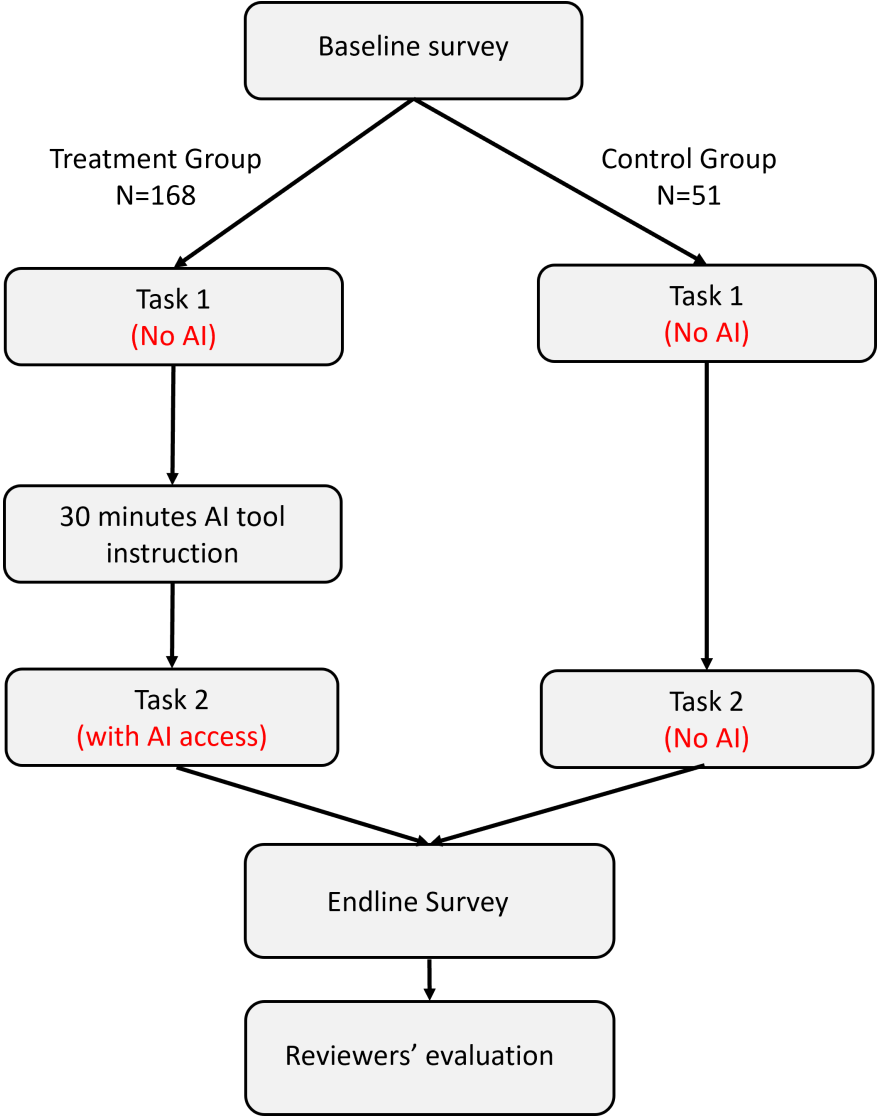 Baseline survey
Treatment Group
N=168
Control Group
N=51
Task 1
(No AI)
Task 1
(No AI)
30 minutes AI tool
instruction
Task 2
(with AI access)
Task 2
(No AI)
Endline Survey
Reviewers’ evaluation